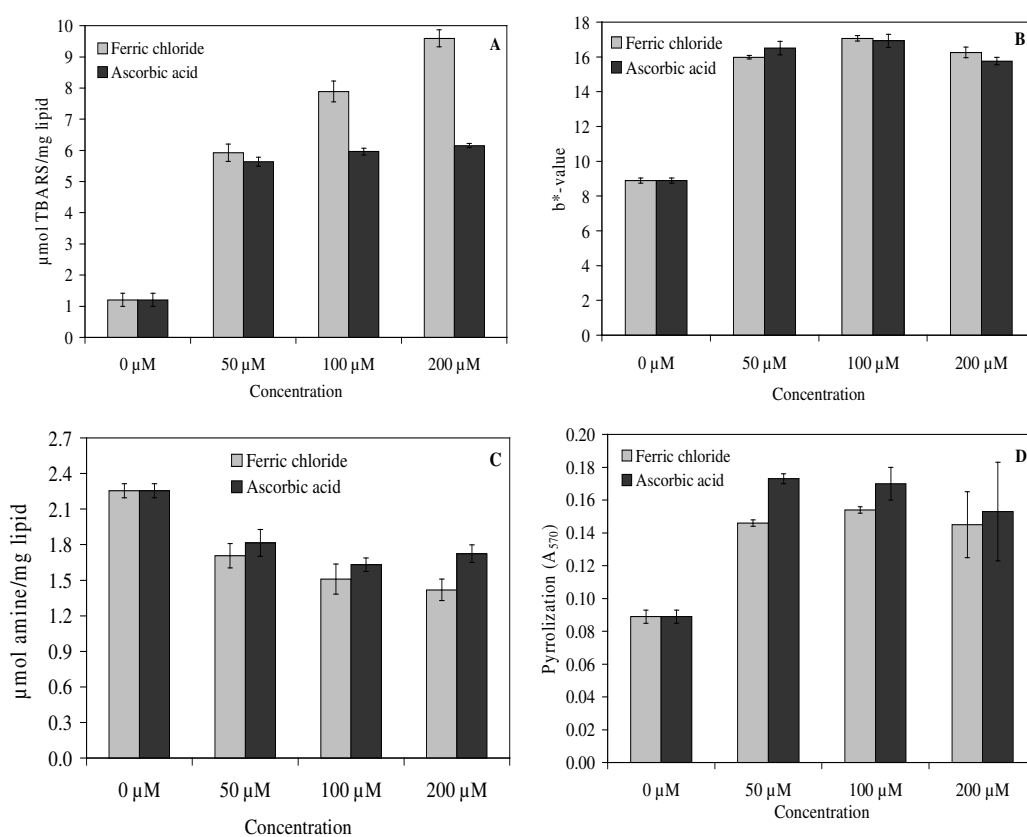 A
Ferric chloride
Ascorbic acid
µmol TBARS/mg lipid
10
9
8
7
6
5
4
3
2
1
0
0 µM 50 µM 100 µM 200 µM
Concentration
B
Ferric chloride
Ascorbic acid
b*-value
18
16
14
12
10
8
6
4
2
0
0 µM 50 µM 100 µM 200 µM
Concentration
C
Ferric chloride
Ascorbic acid
µmol amine/mg lipid
2.7
2.4
2.1
1.8
1.5
1.2
0.9
0.6
0.3
0.0
0 µM 50 µM 100 µM 200 µM
Concentration
D
Ferric chloride
Ascorbic acid
Pyrrolization (A570)
0.20
0.18
0.16
0.14
0.12
0.10
0.08
0.06
0.04
0.02
0.00
0 µM 50 µM 100 µM 200 µM
Concentration